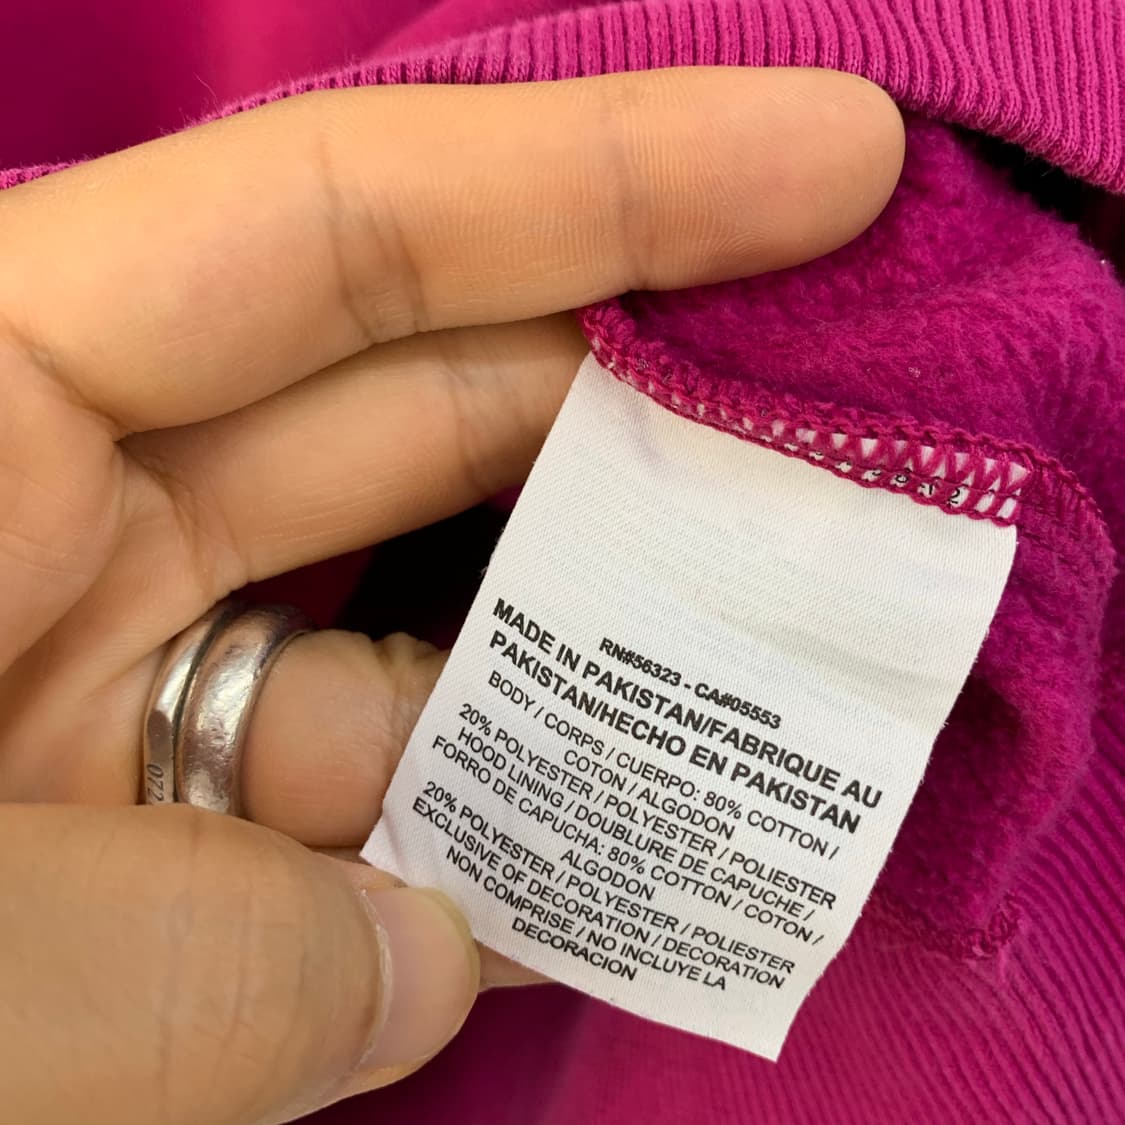 RN#56323 - CA#05553
MADE IN PAKISTAN/FABRIQUE AU
PAKISTAN/HECHO EN PAKISTAN
BODY / CORPS / CUERPO: 80% COTTON /
COTON / ALGODON
20% POLYESTER / POLYESTER / POLIESTER
HOOD LINING / DOUBLURE DE CAPUCHE /
FORRO DE CAPUCHA: 80% COTTON / COTON /
ALGODON
20% POLYESTER / POLYESTER / POLIESTER
EXCLUSIVE OF DECORATION / DECORATION
NON COMPRISE / NO INCLUYE LA
DECORACION